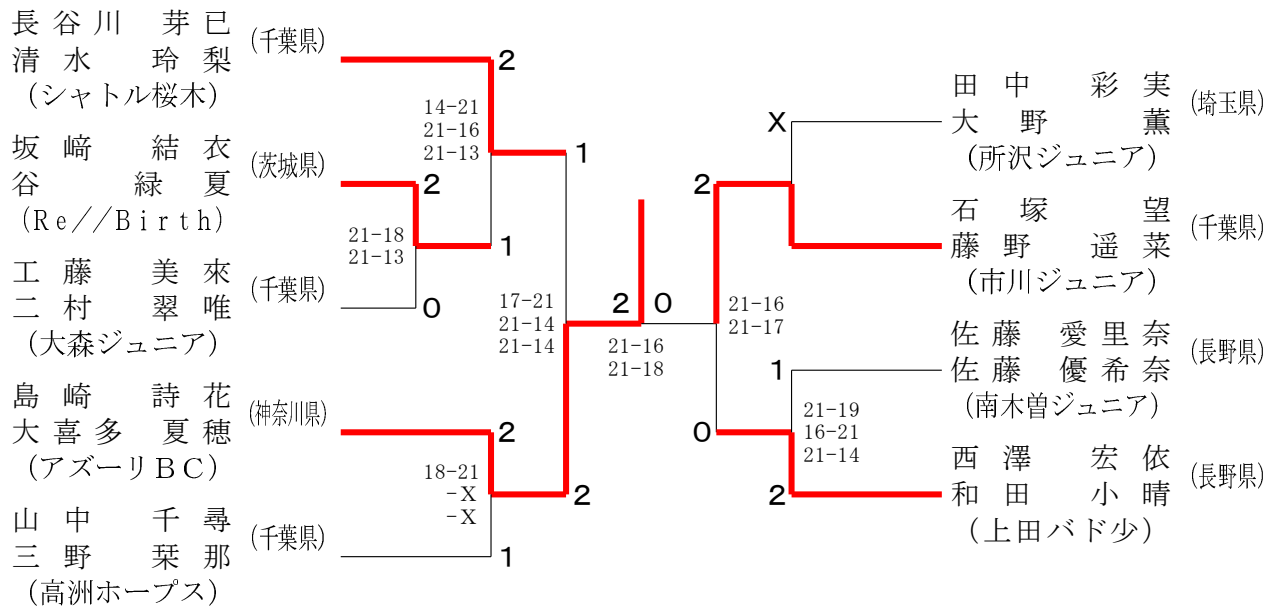 長谷川 芽已
清水 玲梨
(シャトル桜木)
(千葉県)
坂﨑 結衣
谷 緑夏
(Re//Birth)
(茨城県)
工藤 美來
二村 翠唯
(大森ジュニア)
(千葉県)
島崎 詩花
大喜多 夏穂
(アズーリBC)
(神奈川県)
山中 千尋
三野 栞那
(高洲ホープス)
(千葉県)
2
14-21
21-16
21-13
1
2
21-18
21-13
1
0
17-21
21-14
21-14
2
18-21
-X
-X
2
1
2
0
21-16
21-18
X
2
21-16
21-17
1
0
21-19
16-21
21-14
2
田中 彩実
大野 薫
(所沢ジュニア)
(埼玉県)
石塚 望
藤野 遥菜
(市川ジュニア)
(千葉県)
佐藤 愛里奈
佐藤 優希奈
(南木曽ジュニア)
(長野県)
西澤 宏依
和田 小晴
(上田バド少)
(長野県)